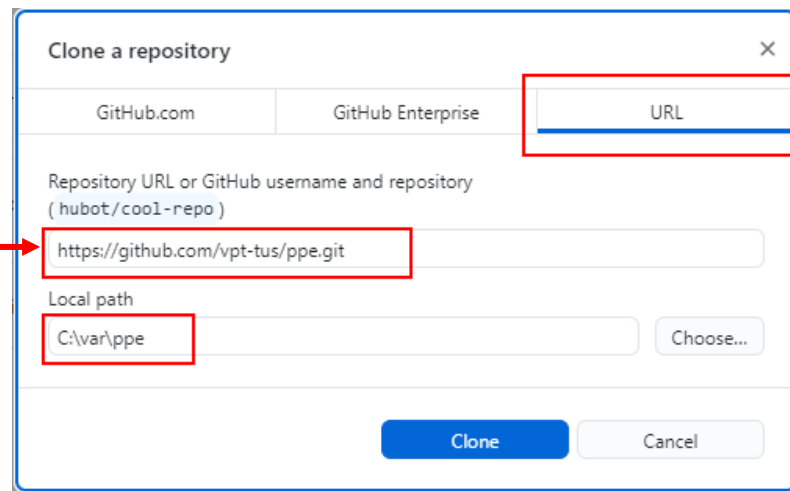 Clone a repository
GitHub.com
GitHub Enterprise
URL
Repository URL or GitHub username and repository
(hubot/cool-repo)
https://github.com/vpt-tus/ppe.git
Local path
C:\var\ppe
Choose...
Clone
Cancel